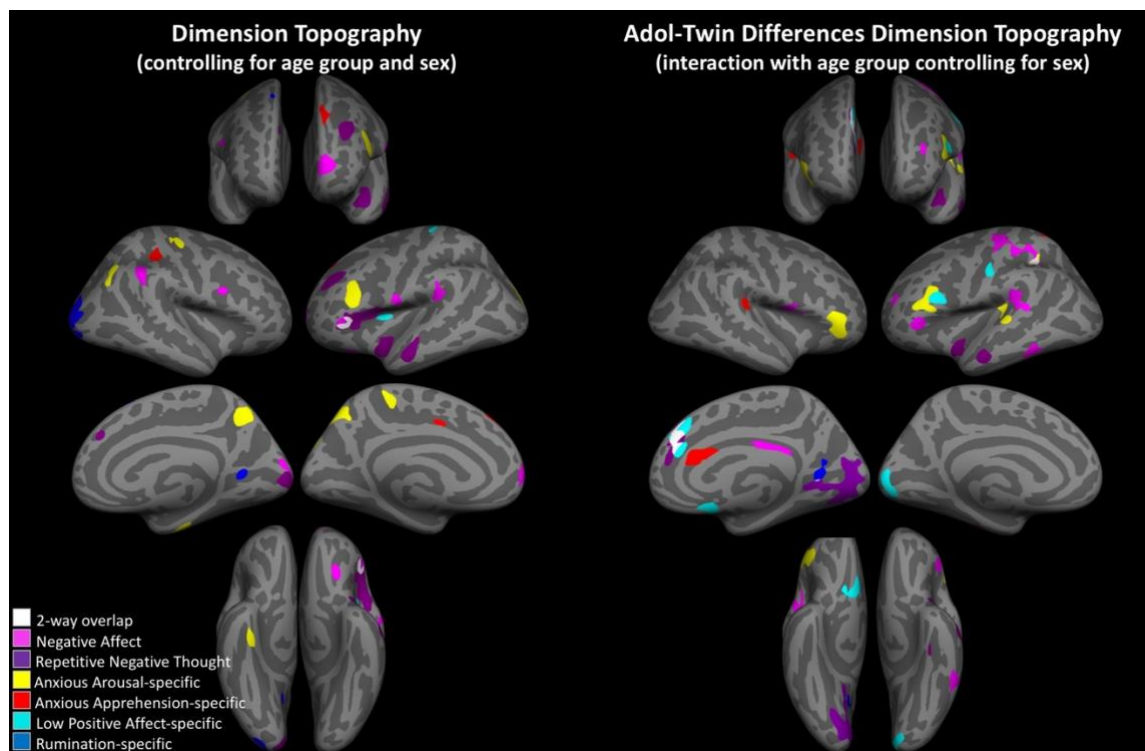 Dimension Topography
(controlling for age group and sex)
Adol-Twin Differences Dimension Topography
(interaction with age group controlling for sex)
2-way overlap
Negative Affect
Repetitive Negative Thought
Anxious Arousal-specific
Anxious Apprehension-specific
Low Positive Affect-specific
Rumination-specific